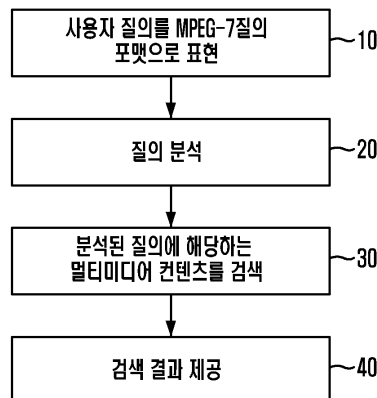 사용자 질의를 MPEG-7질의
포맷으로 표현
10
질의 분석
20
분석된 질의에 해당하는
멀티미디어 컨텐츠를 검색
30
검색 결과 제공
40